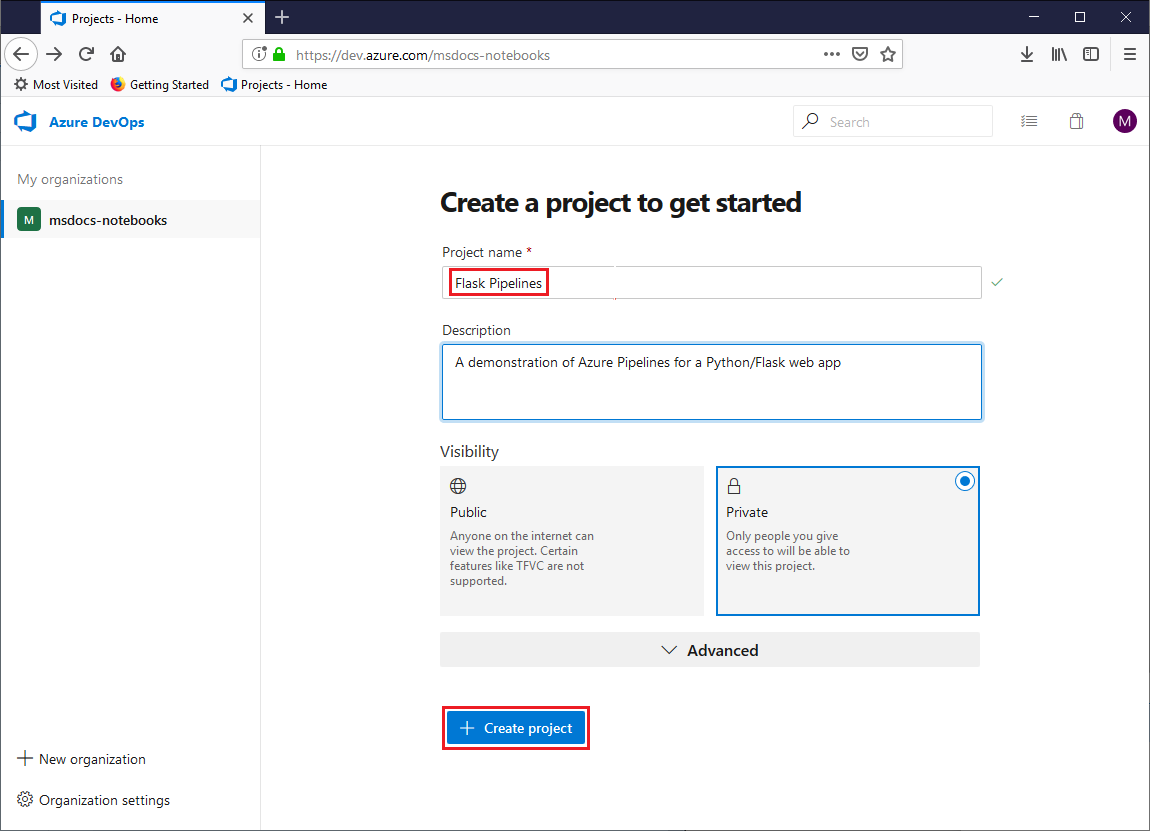 Projects - Home
https://dev.azure.com/msdocs-notebooks
Most Visited Getting Started Projects - Home
Azure DevOps
Search
M
My organizations
M msdocs-notebooks
Create a project to get started
Project name *
Flask Pipelines
Description
A demonstration of Azure Pipelines for a Python/Flask web app
Visibility
Public
Anyone on the internet can
view the project. Certain
features like TFVC are not
supported.
Private
Only people you give
access to will be able to
view this project.
Advanced
Create project
New organization
Organization settings